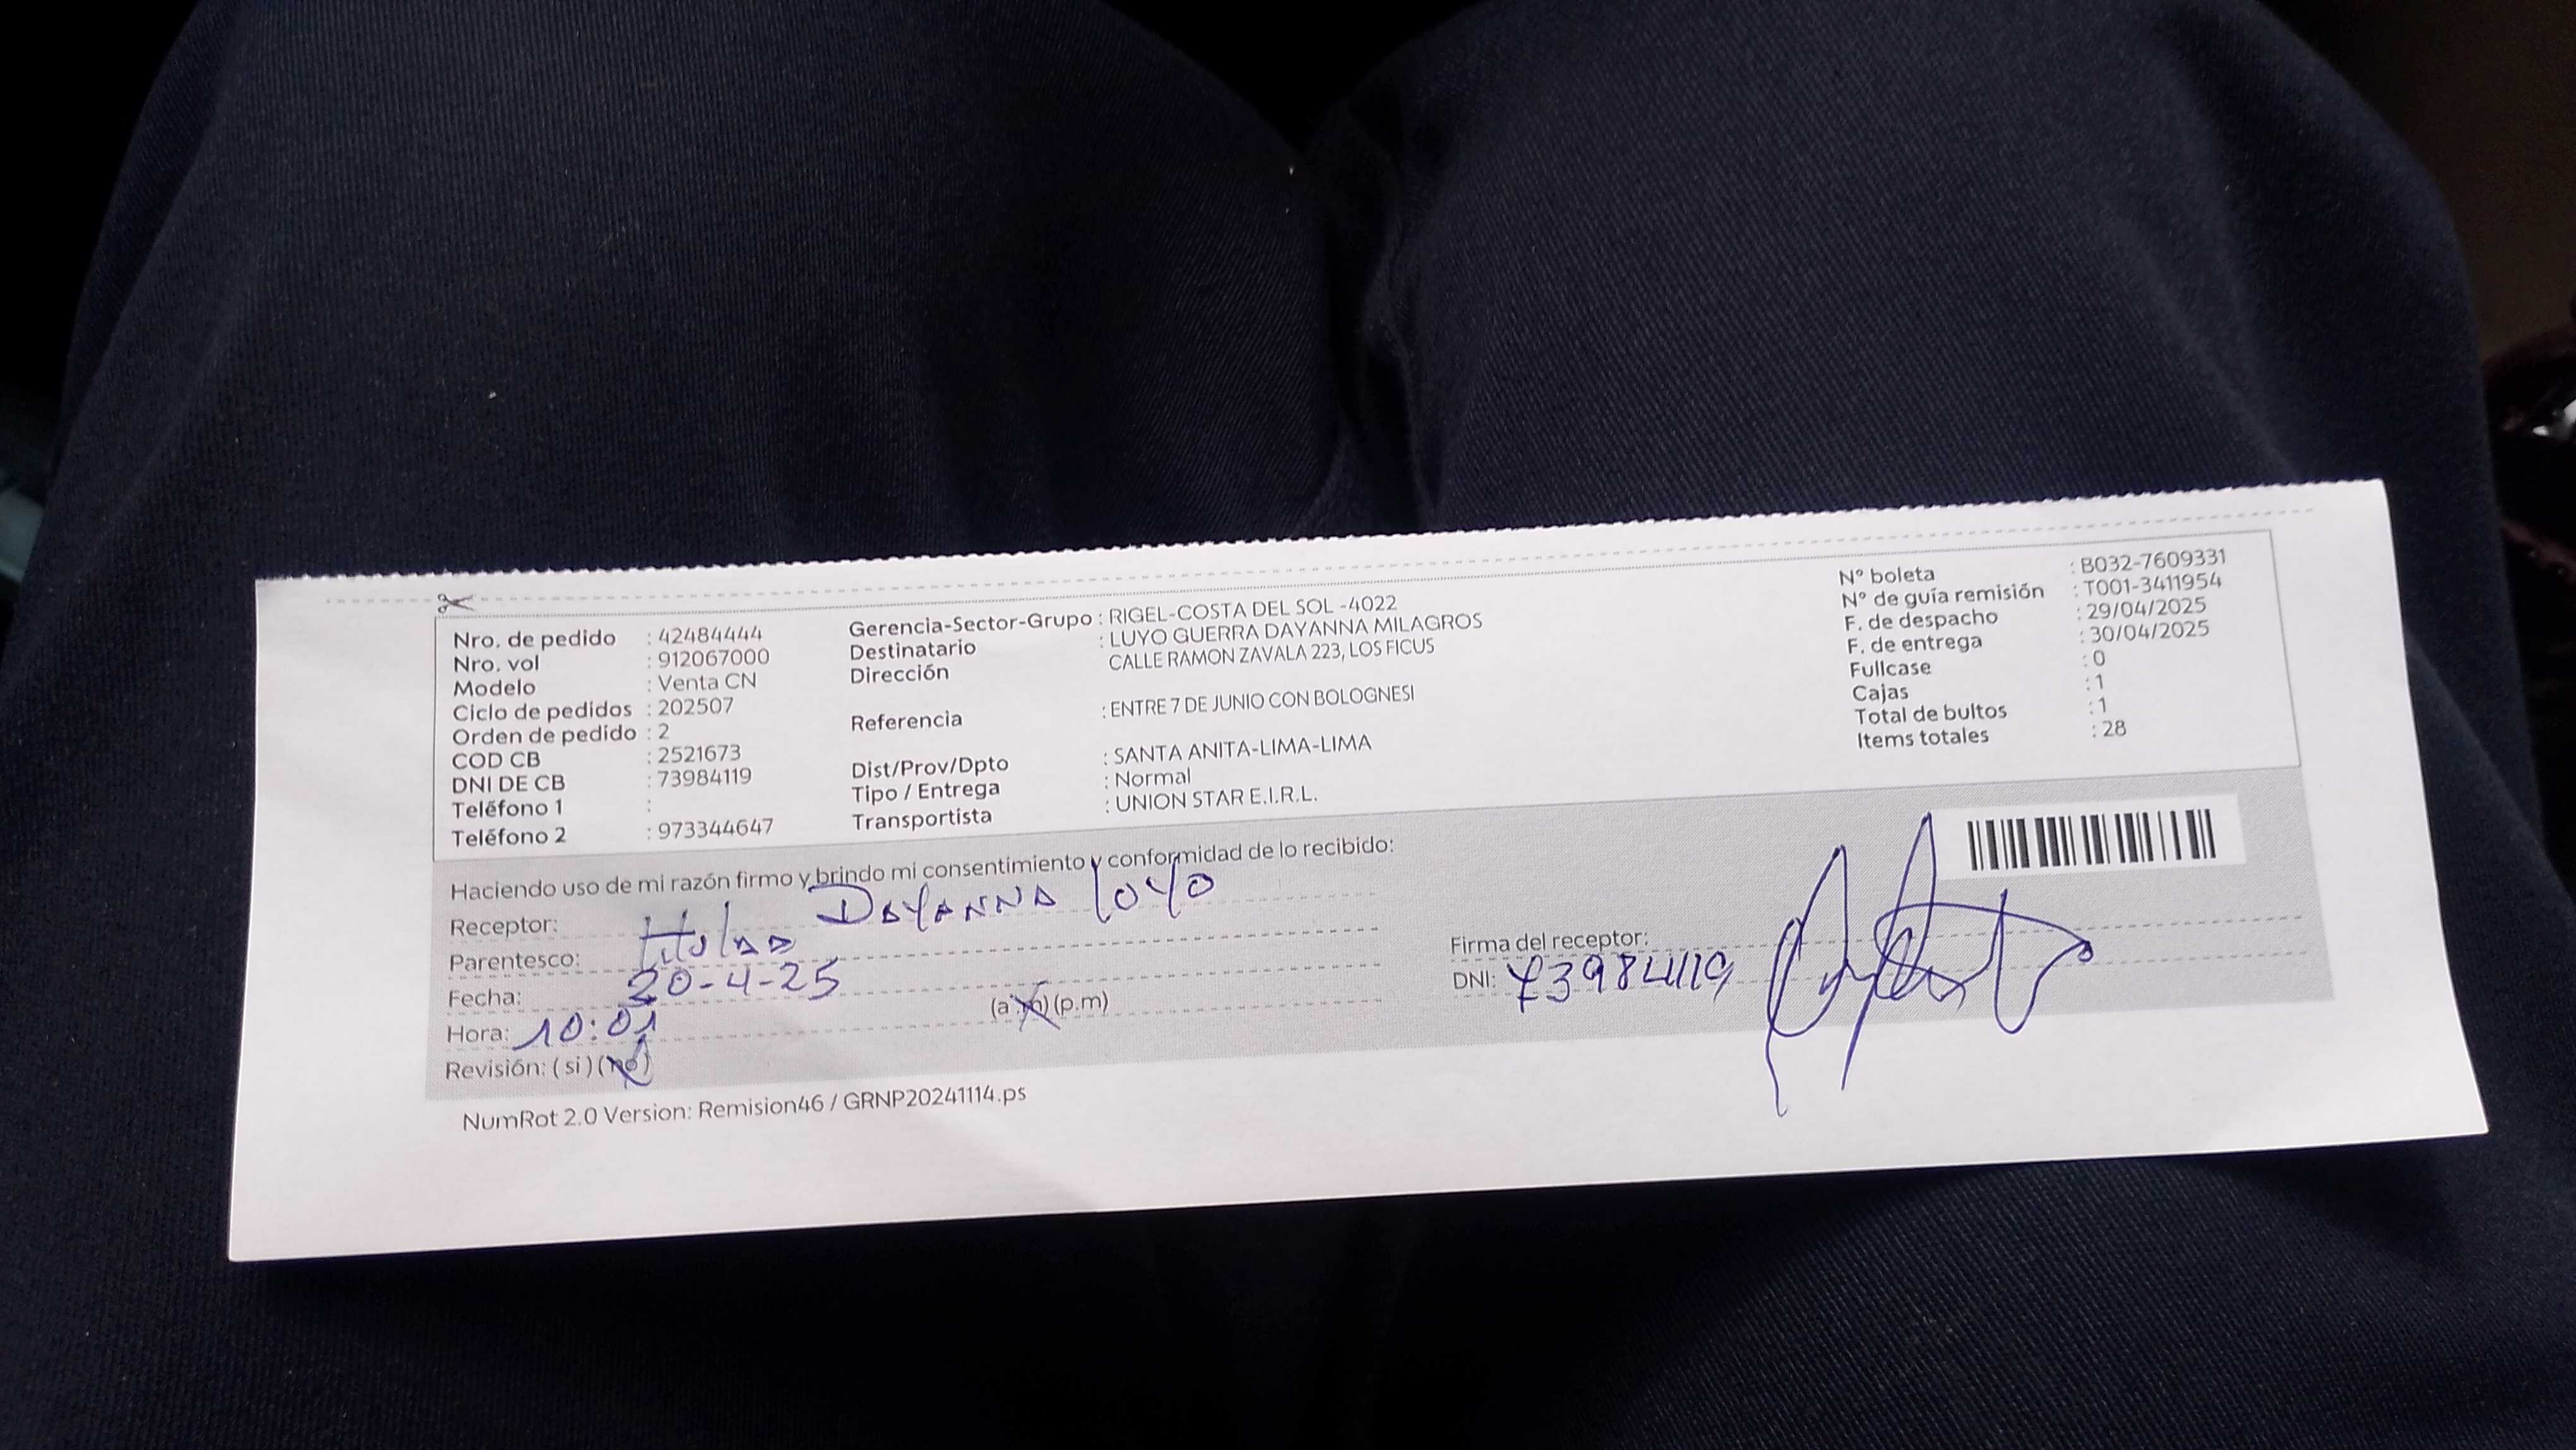 Nro. de pedido : 42484444
Nro. vol : 912067000
Modelo : Venta CN
Ciclo de pedidos : 202507
Orden de pedido : 2
COD CB : 2521673
DNI DE CB : 73984119
Teléfono 1 :
Teléfono 2 : 973344647
Gerencia-Sector-Grupo : RIGEL-COSTA DEL SOL -4022
Destinatario : LUYO GUERRA DAYANNA MILAGROS
Dirección CALLE RAMON ZAVALA 223, LOS FICUS
Referencia : ENTRE 7 DE JUNIO CON BOLOGNESI
Dist/Prov/Dpto : SANTA ANITA-LIMA-LIMA
Tipo / Entrega : Normal
Transportista : UNION STAR E.I.R.L.
N° boleta : B032-7609331
N° de guía remisión : T001-3411954
F. de despacho : 29/04/2025
F. de entrega : 30/04/2025
Fullcase : 0
Cajas : 1
Total de bultos : 1
Items totales : 28
Haciendo uso de mi razón firmo y brindo mi consentimiento y conformidad de lo recibido:
Receptor: DAYANNA LOYO
Parentesco: titular
Fecha: 30-4-25
Hora: 10:01 (a.m) (p.m)
Revisión: ( si ) ( no )
Firma del receptor:
DNI: 73984119
NumRot 2.0 Version: Remision46 / GRNP20241114.ps